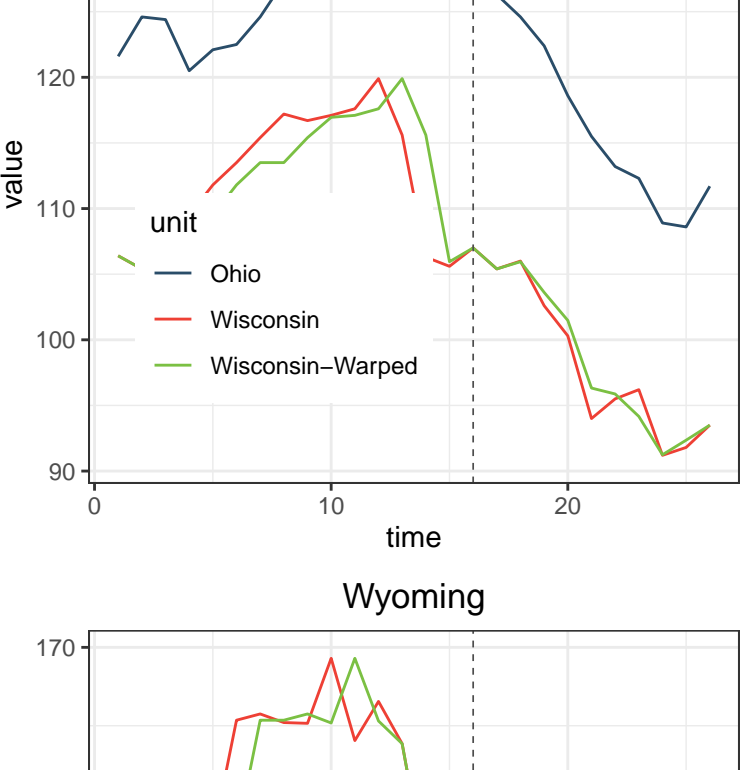 120
110
100
90
value
unit
Ohio
Wisconsin
Wisconsin−Warped
0 10 20
time
Wyoming
170